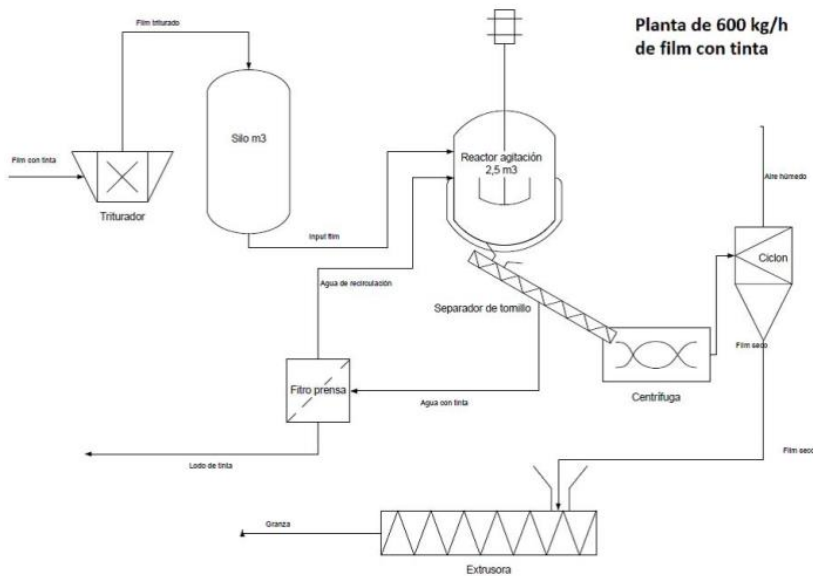 Planta de 600 kg/h
de film con tinta
Film triturado
Silo m3
Film con tinta
Triturador
Reactor agitación
2,5 m3
Aire húmedo
Input film
Agua de recirculación
Ciclon
Separador de tornillo
Film seco
Fitro prensa
Agua con tinta
Centrífuga
Lodo de tinta
Film seco
Granza
Extrusora